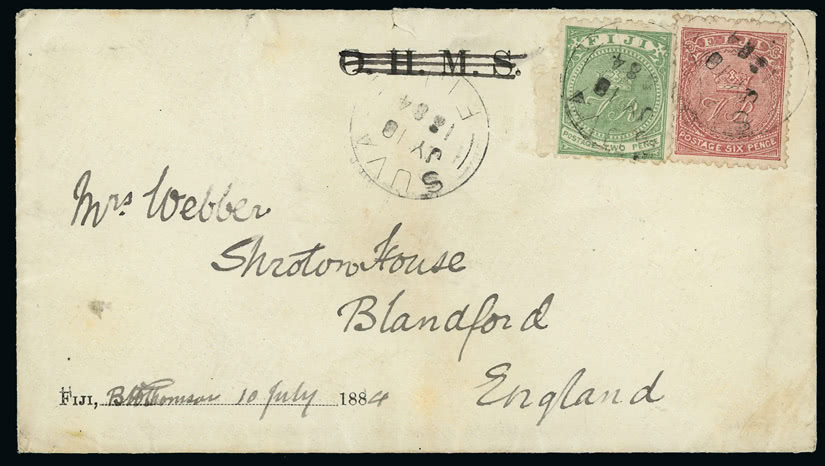 O. H. M. S.
SUVA
JY 10
1884
FIJI
FIJI
V R
POSTAGE TWO PENCE
FIJI
V R
POSTAGE SIX PENCE
Mrs Webber
Shroton House
Blandford
England
FIJI, 10 July 1884